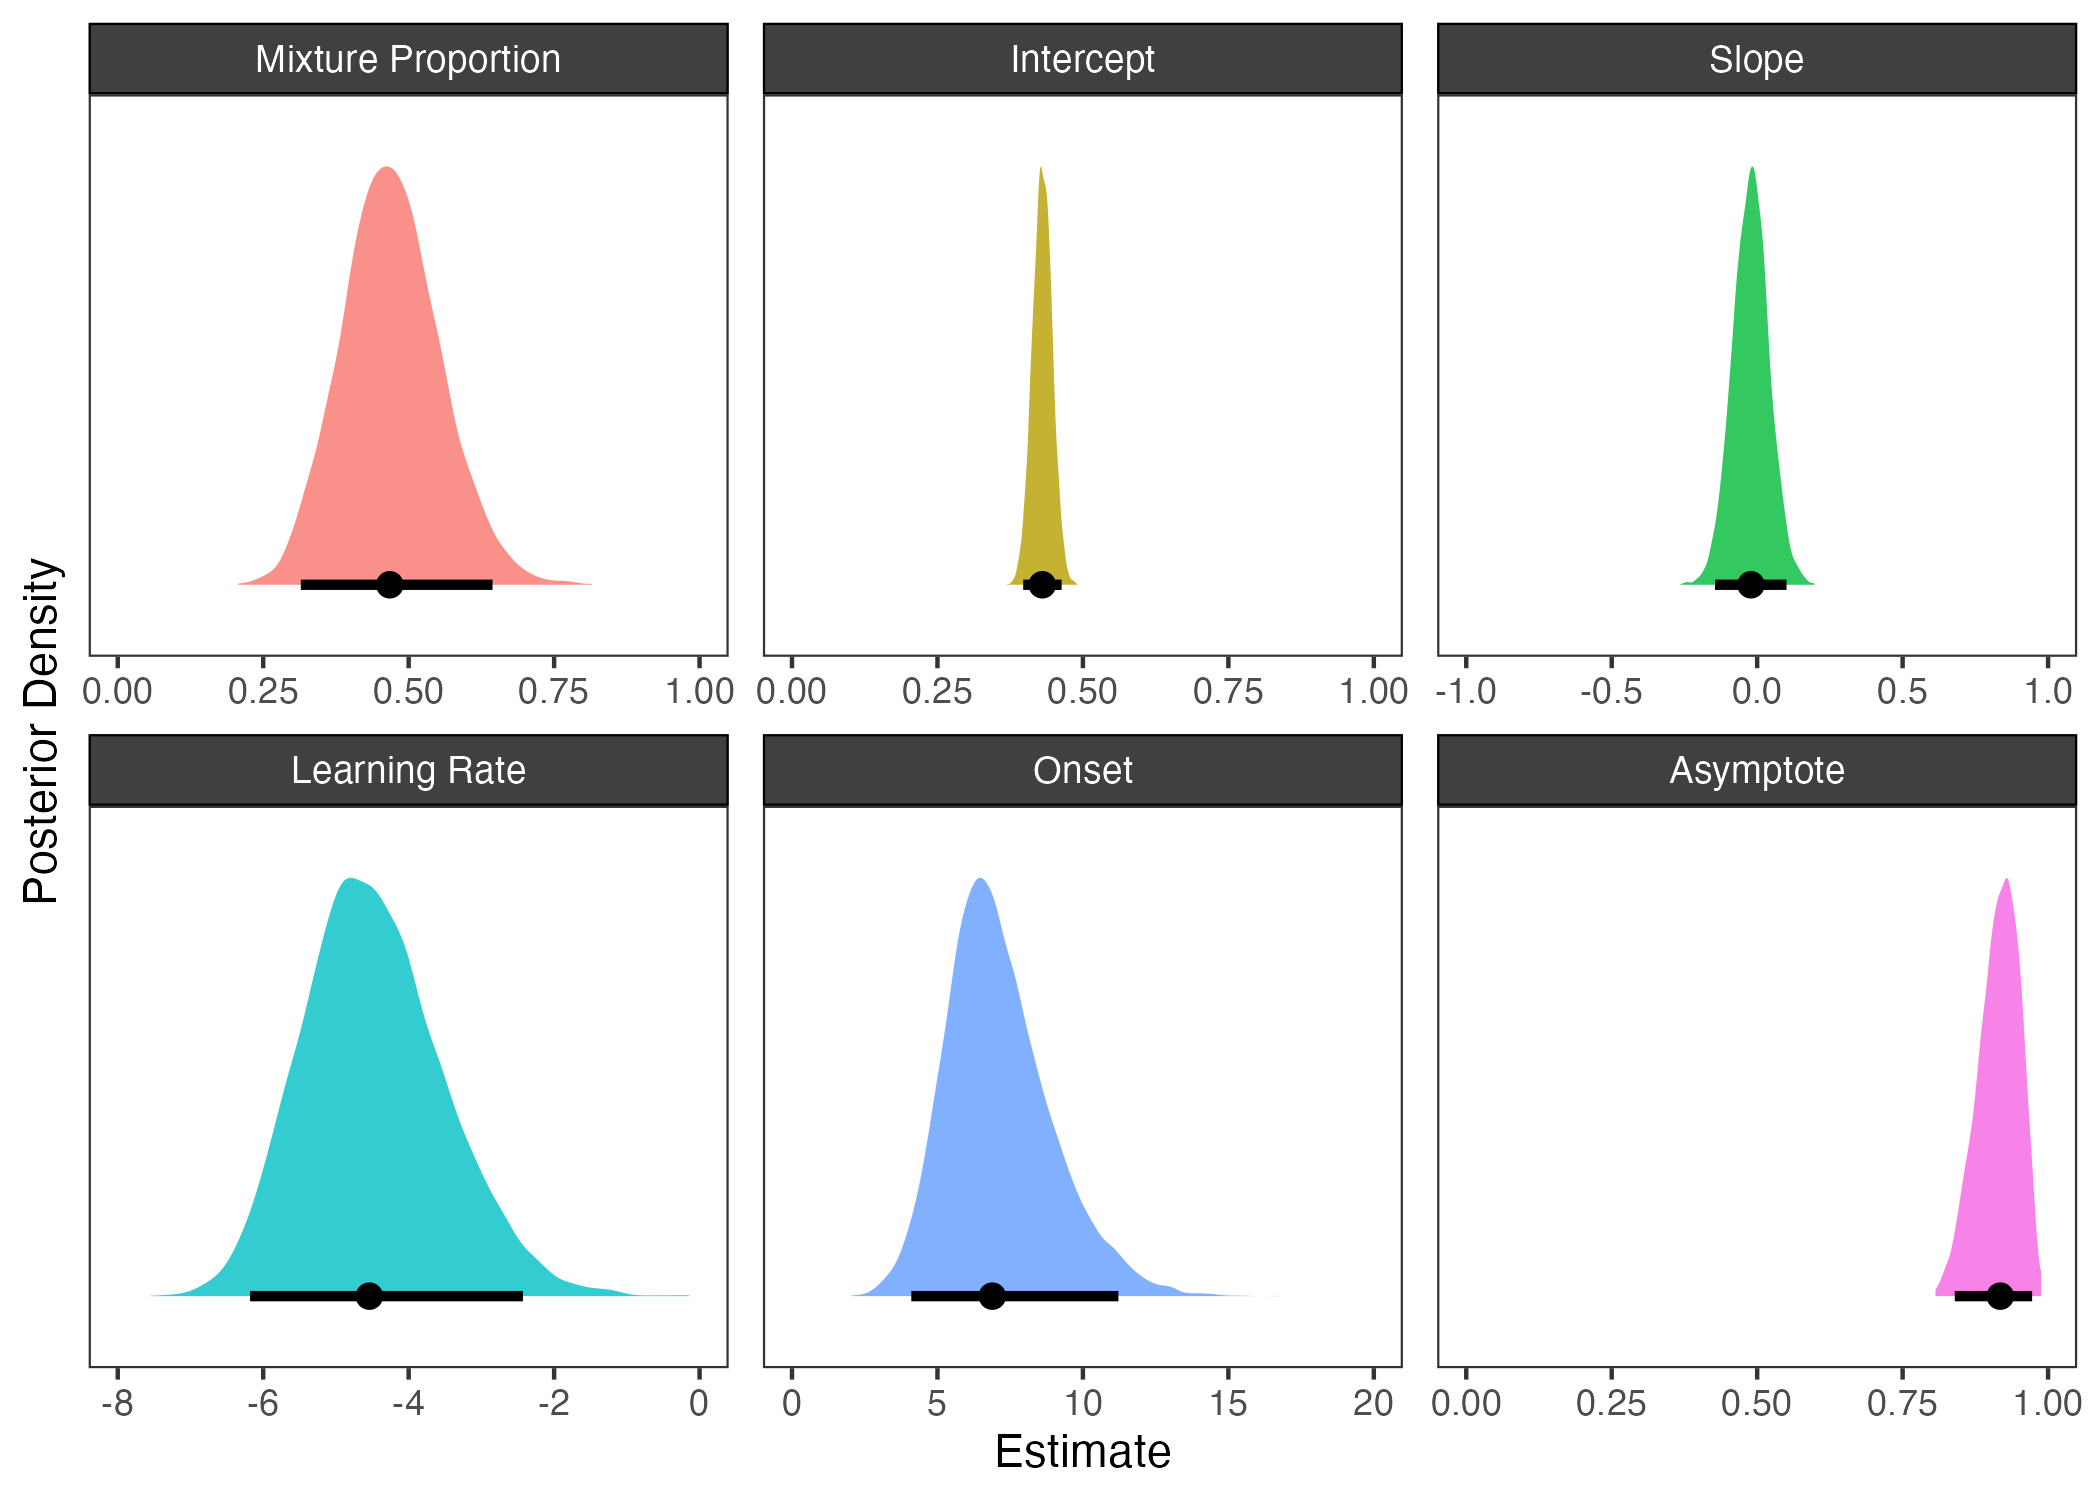 Mixture Proportion
Intercept
Slope
0.00 0.25 0.50 0.75 1.00
0.00 0.25 0.50 0.75 1.00
-1.0 -0.5 0.0 0.5 1.0
Posterior Density
Learning Rate
Onset
Asymptote
-8 -6 -4 -2 0
0 5 10 15 20
0.00 0.25 0.50 0.75 1.00
Estimate